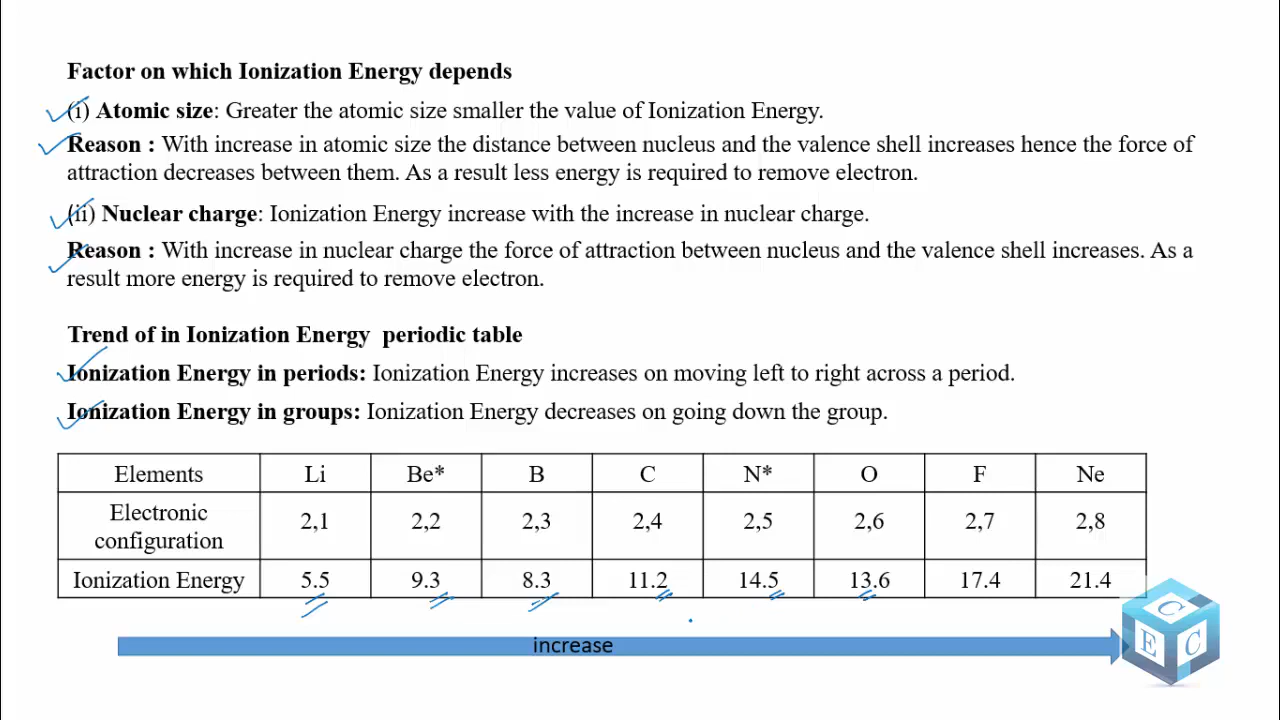 Factor on which Ionization Energy depends
(i) Atomic size: Greater the atomic size smaller the value of Ionization Energy.
Reason : With increase in atomic size the distance between nucleus and the valence shell increases hence the force of
attraction decreases between them. As a result less energy is required to remove electron.
(ii) Nuclear charge: Ionization Energy increase with the increase in nuclear charge.
Reason : With increase in nuclear charge the force of attraction between nucleus and the valence shell increases. As a
result more energy is required to remove electron.
Trend of in Ionization Energy periodic table
Ionization Energy in periods: Ionization Energy increases on moving left to right across a period.
Ionization Energy in groups: Ionization Energy decreases on going down the group.
Elements Li Be* B C N* O F Ne
Electronic
configuration 2,1 2,2 2,3 2,4 2,5 2,6 2,7 2,8
Ionization Energy 5.5 9.3 8.3 11.2 14.5 13.6 17.4 21.4
increase
C
E C